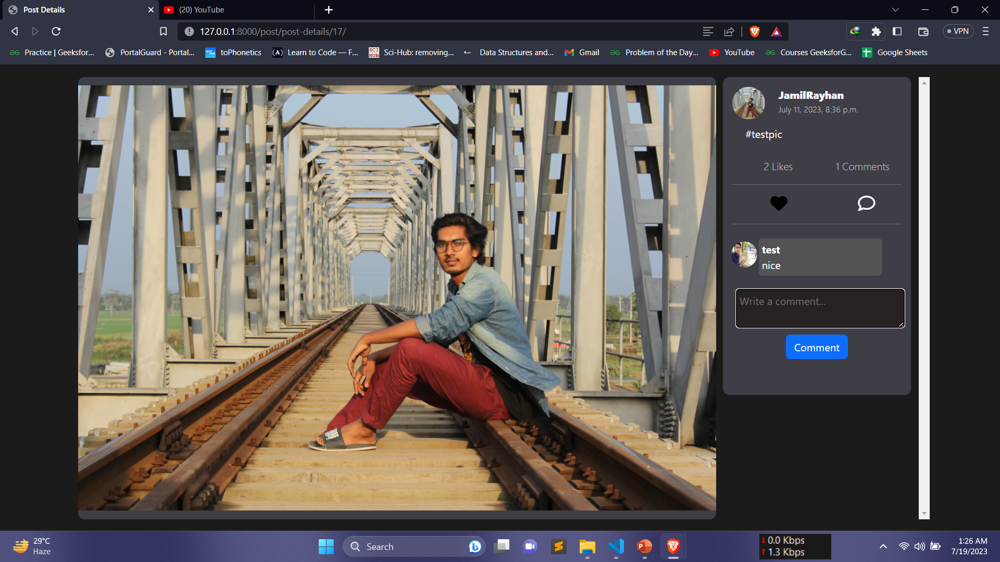 Post Details
(20) YouTube
127.0.0.1:8000/post/post-details/17/
VPN
Practice | Geeksfor...
PortalGuard - Portal...
toPhonetics
Learn to Code — F...
SCI HUB
Sci-Hub: removing...
Data Structures and...
Gmail
Problem of the Day...
YouTube
Courses GeeksforG...
Google Sheets
JamilRayhan
July 11, 2023, 8:36 p.m.
#testpic
2 Likes
1 Comments
test
nice
Write a comment...
Comment
29°C
Haze
Search
0.0 Kbps
1.3 Kbps
1:26 AM
7/19/2023